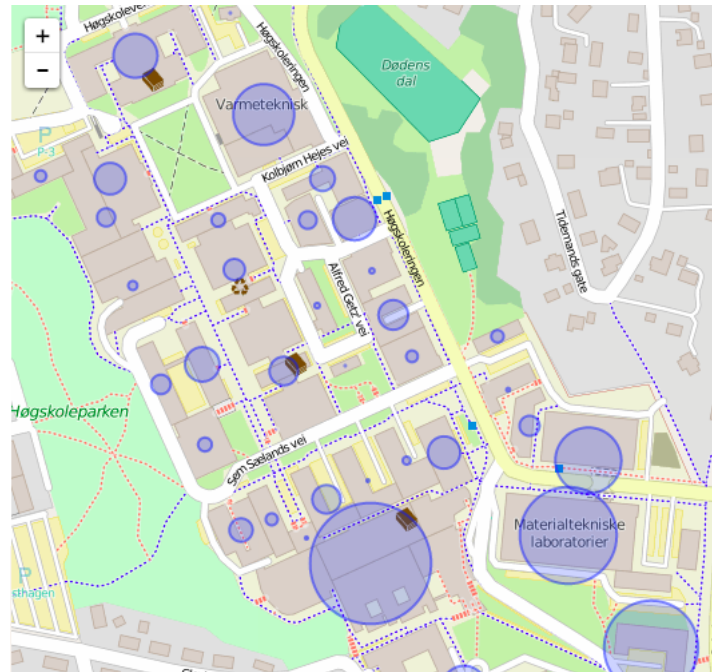 +
-
Høgskoleve
Høgskoleringen
Dødens
dal
Varmeteknisk
P
P-3
Kolbjørn Hejes vei
Høgskoleringen
Tidemands gate
Alfred Getz' vei
Høgskoleparken
Sem Sælands vei
Materialtekniske
laboratorier
P
sthagen